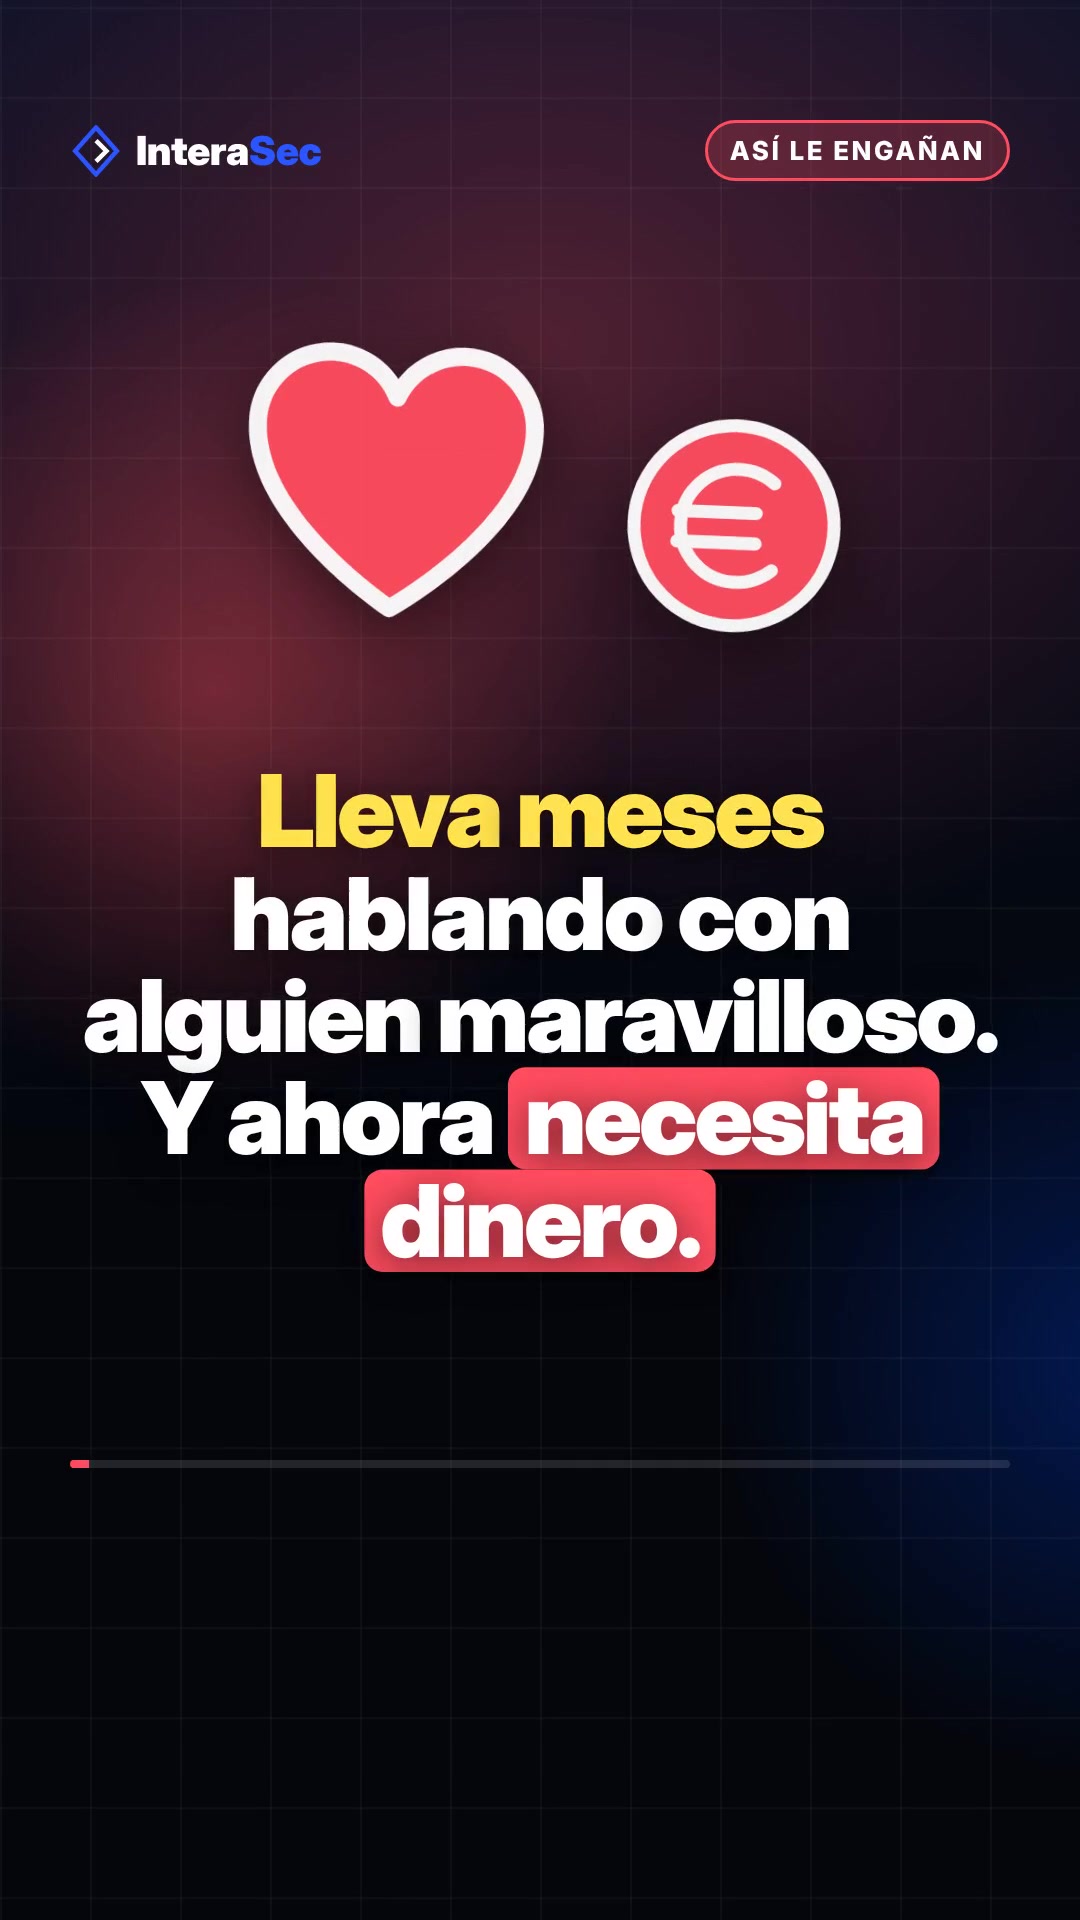 InteraSec
ASÍ LE ENGAÑAN
€
Lleva meses
hablando con
alguien maravilloso.
Y ahora necesita
dinero.